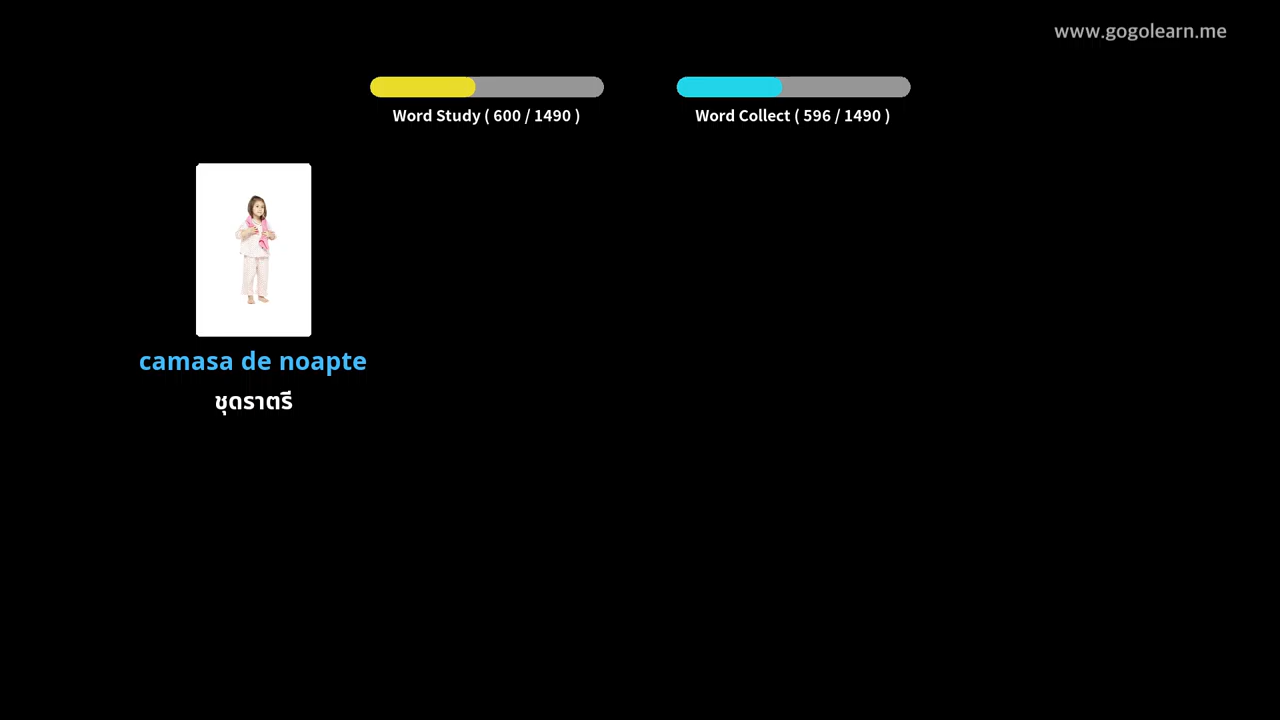 www.gogolearn.me
Word Study ( 600 / 1490 )
Word Collect ( 596 / 1490 )
camasa de noapte
ชุดราตรี